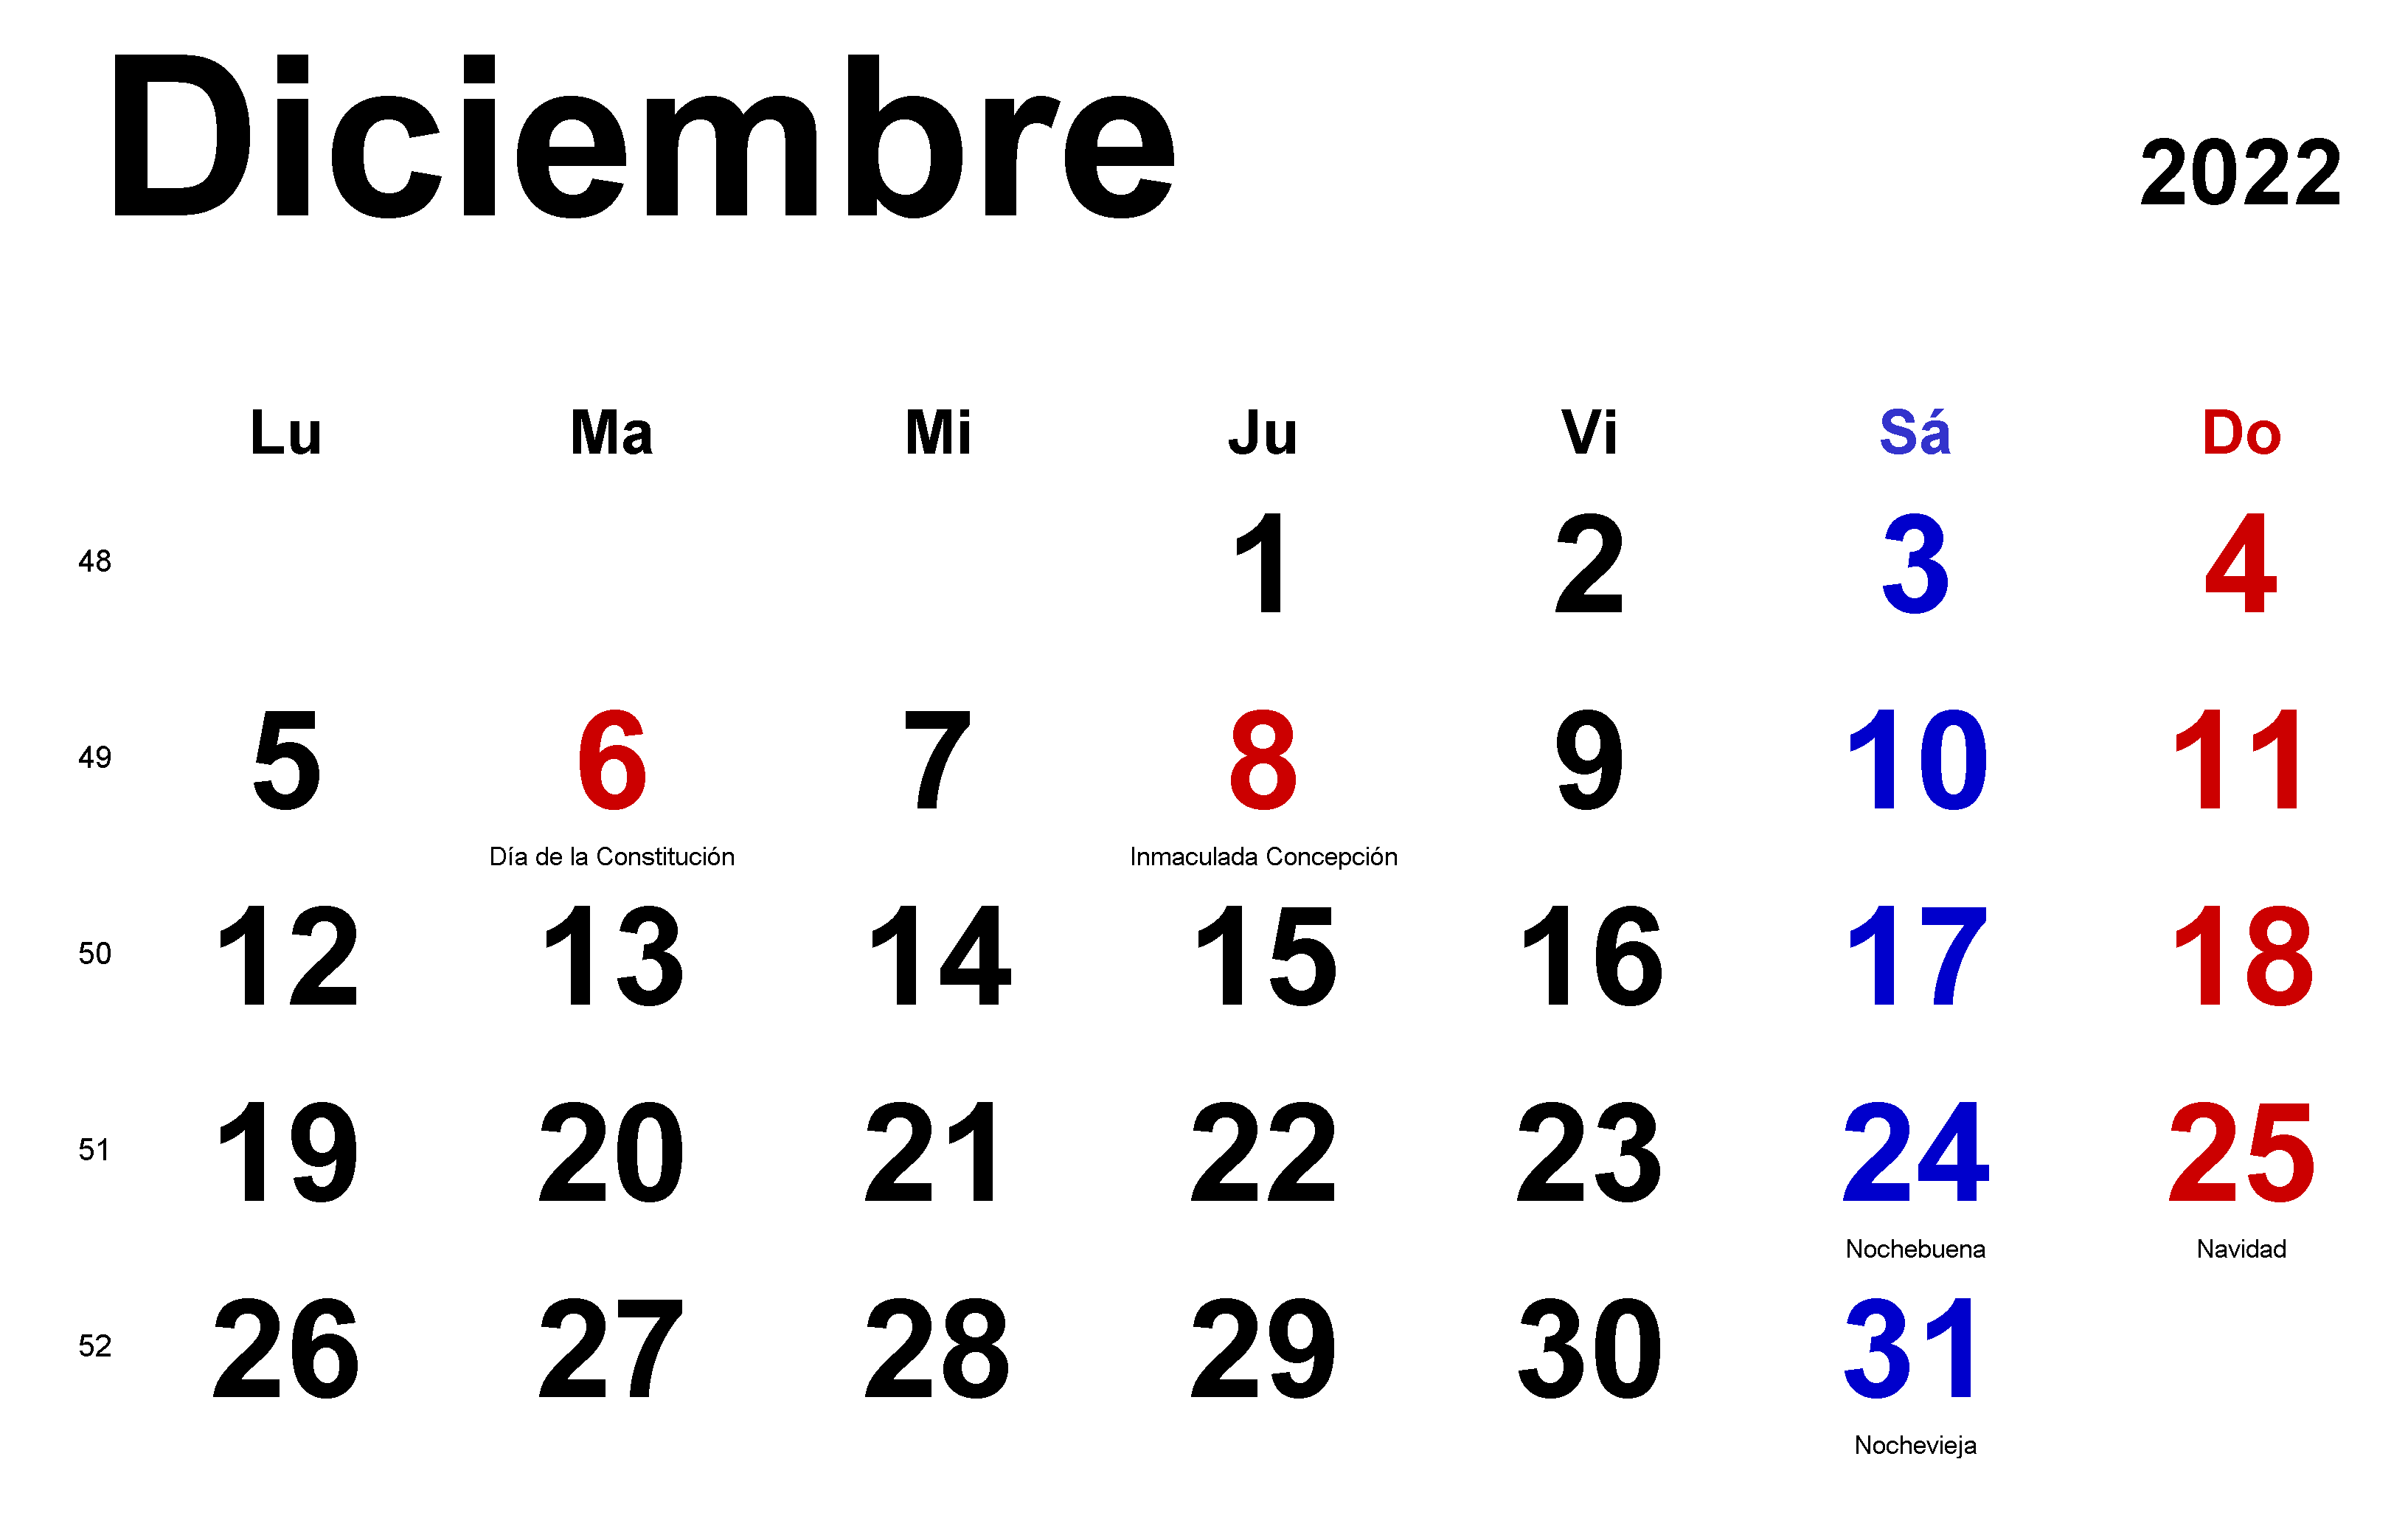 Diciembre 2022
Lu Ma Mi Ju Vi Sá Do
48 1 2 3 4
49 5 6 7 8 9 10 11
Día de la Constitución Inmaculada Concepción
50 12 13 14 15 16 17 18
51 19 20 21 22 23 24 25
Nochebuena Navidad
52 26 27 28 29 30 31
Nochevieja